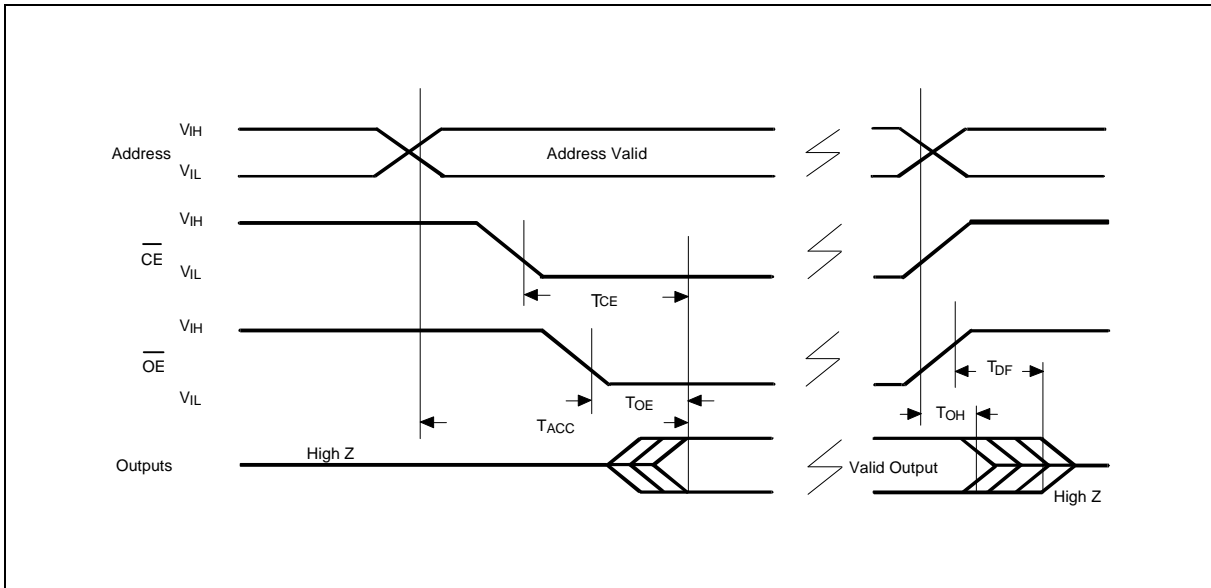 VIH
Address
Address Valid
VIL
VIH
CE
VIL
TCE
VIH
OE
TDF
VIL
TOE
TOH
TACC
High Z
Outputs
Valid Output
High Z